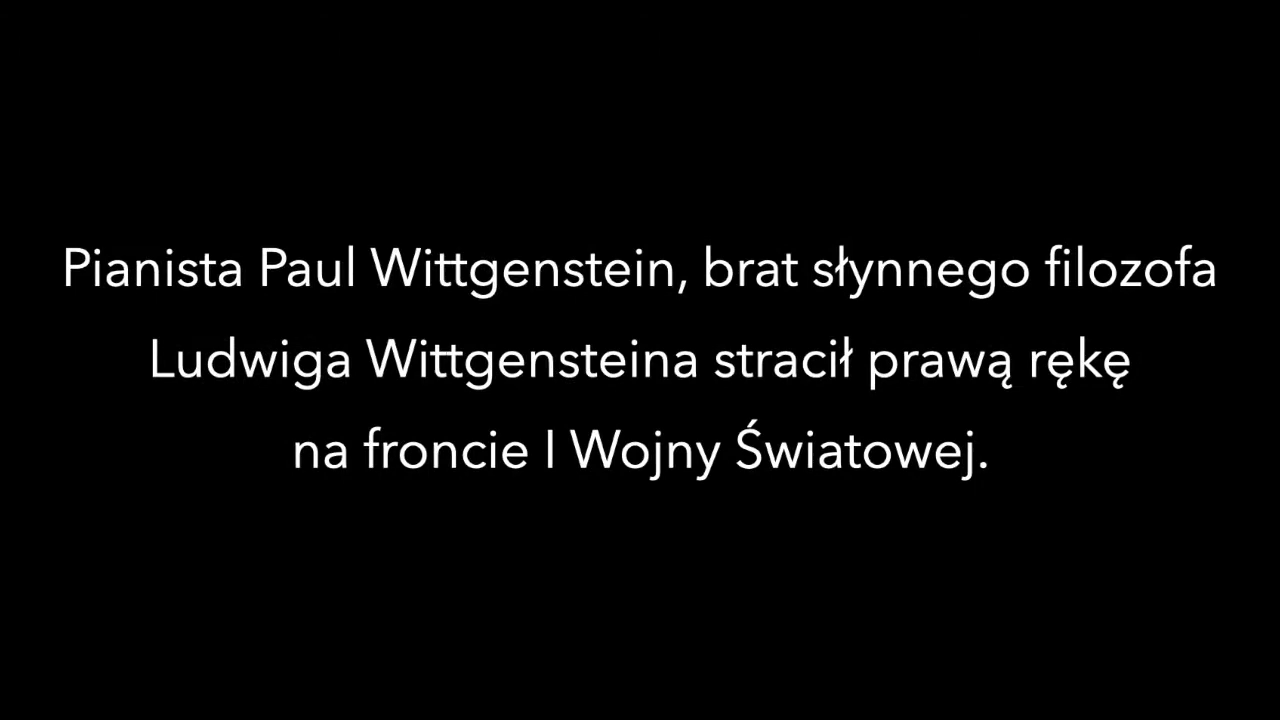 Pianista Paul Wittgenstein, brat słynnego filozofa
Ludwiga Wittgensteina stracił prawą rękę
na froncie I Wojny Światowej.